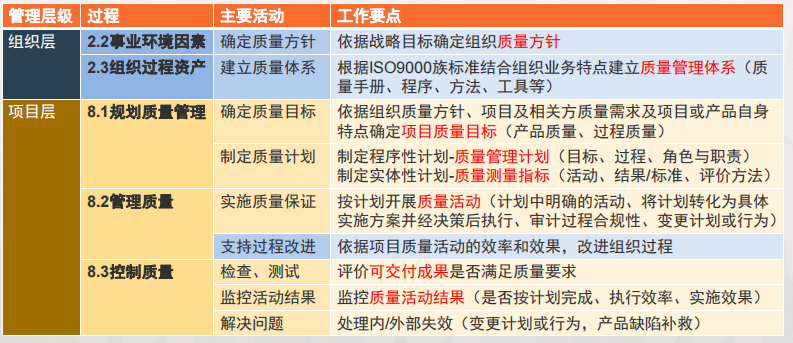 管理层级 过程 主要活动 工作要点
组织层 2.2事业环境因素 确定质量方针 依据战略目标确定组织质量方针
2.3组织过程资产 建立质量体系 根据ISO9000族标准结合组织业务特点建立质量管理体系（质
量手册、程序、方法、工具等）
项目层 8.1规划质量管理 确定质量目标 依据组织质量方针、项目及相关方质量需求及项目或产品自身
特点确定项目质量目标（产品质量、过程质量）
制定质量计划 制定程序性计划-质量管理计划（目标、过程、角色与职责）
制定实体性计划-质量测量指标（活动、结果/标准、评价方法）
8.2管理质量 实施质量保证 按计划开展质量活动（计划中明确的活动、将计划转化为具体
实施方案并经决策后执行、审计过程合规性、变更计划或行为）
支持过程改进 依据项目质量活动的效率和效果，改进组织过程
8.3控制质量 检查、测试 评价可交付成果是否满足质量要求
监控活动结果 监控质量活动结果（是否按计划完成、执行效率、实施效果）
解决问题 处理内/外部失效（变更计划或行为，产品缺陷补救）